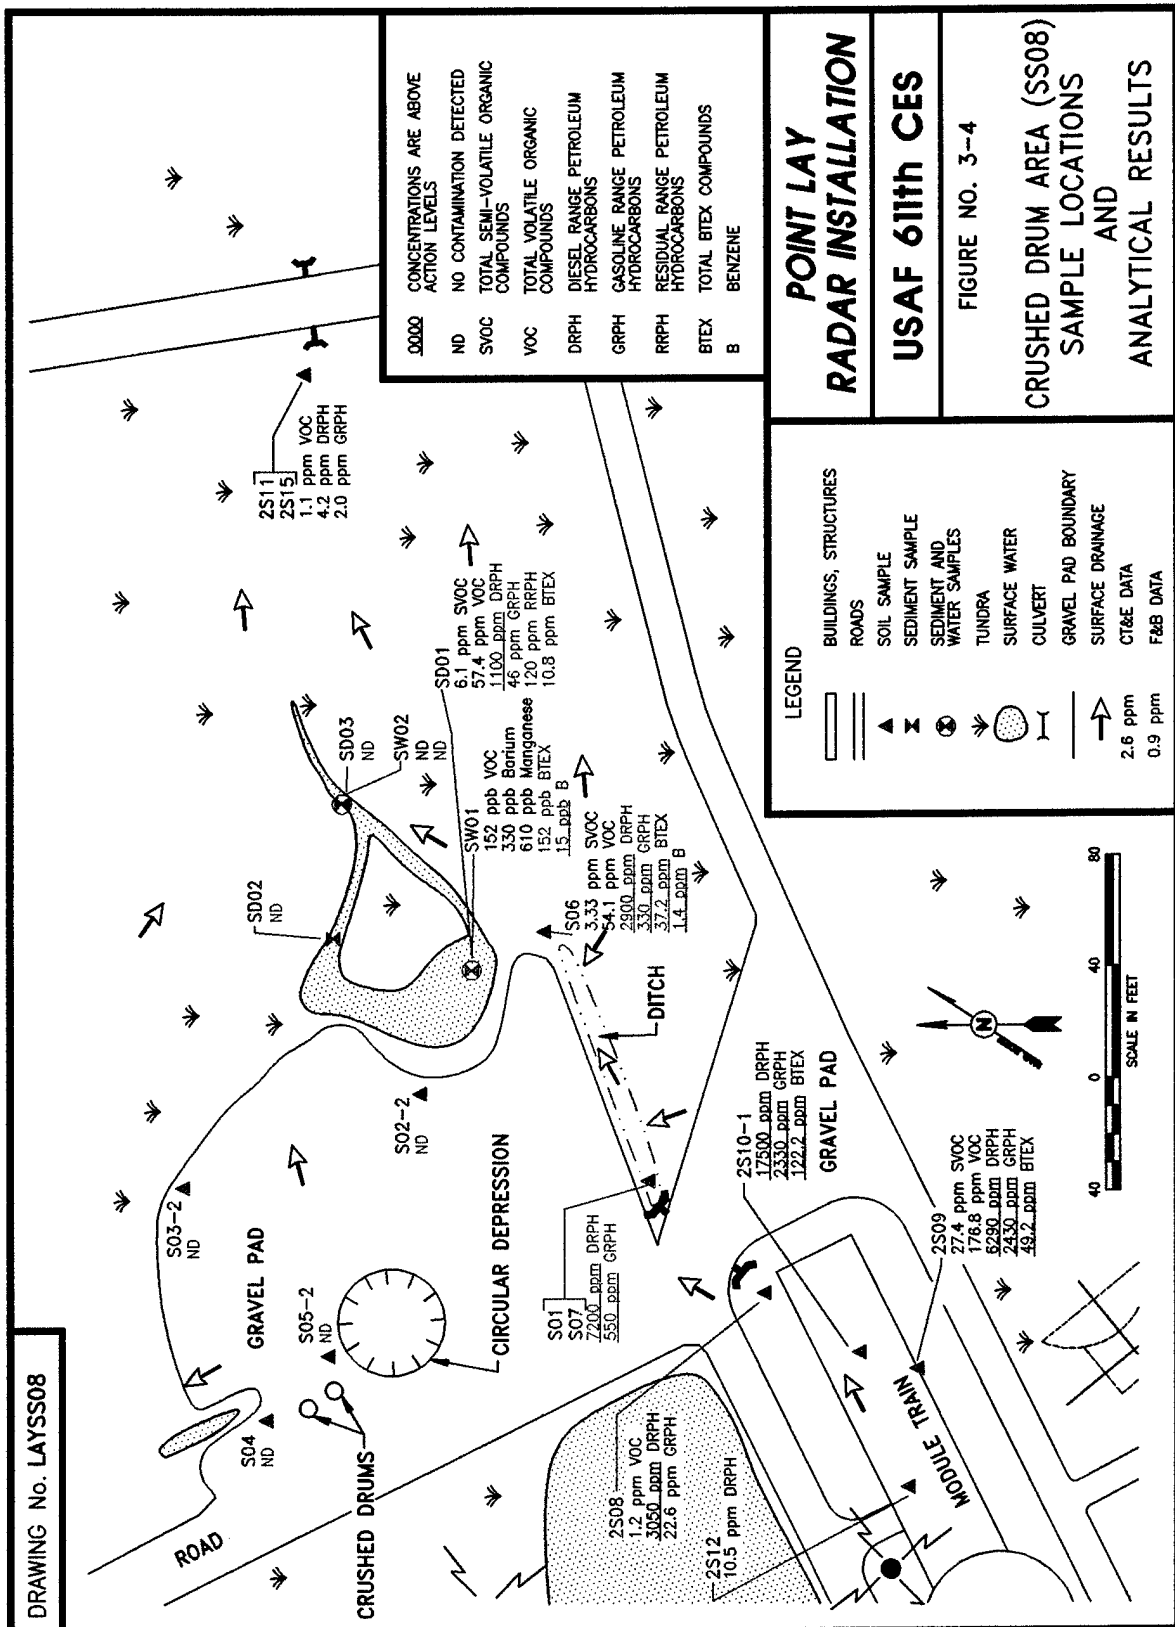 DRAWING No. LAYSS08
ROAD
CRUSHED DRUMS
S04
ND
S05-2
ND
GRAVEL PAD
S03-2
ND
S02-2
ND
CIRCULAR DEPRESSION
SD02
ND
SD03
ND
SW02
ND
ND
SW01
152 ppb VOC
330 ppb Barium
610 ppb Manganese
152 ppb BTEX
15 ppb B
SD01
6.1 ppm SVOC
57.4 ppm VOC
1100 ppm DRPH
46 ppm GRPH
120 ppm RRPH
10.8 ppm BTEX
2S11
2S15
1.1 ppm VOC
4.2 ppm DRPH
2.0 ppm GRPH
S06
3.33 ppm SVOC
54.1 ppm VOC
2900 ppm DRPH
330 ppm GRPH
37.2 ppm BTEX
1.4 ppm B
DITCH
S01
S07
7200 ppm DRPH
550 ppm GRPH
2S08
1.2 ppm VOC
3050 ppm DRPH
22.6 ppm GRPH
2S12
10.5 ppm DRPH
2S10-1
17500 ppm DRPH
2330 ppm GRPH
122.2 ppm BTEX
GRAVEL PAD
MODULE TRAIN
2S09
27.4 ppm SVOC
176.8 ppm VOC
6290 ppm DRPH
2430 ppm GRPH
49.2 ppm BTEX
N
40 0 40 80
SCALE IN FEET
0000 CONCENTRATIONS ARE ABOVE
ACTION LEVELS
ND NO CONTAMINATION DETECTED
SVOC TOTAL SEMI-VOLATILE ORGANIC
COMPOUNDS
VOC TOTAL VOLATILE ORGANIC
COMPOUNDS
DRPH DIESEL RANGE PETROLEUM
HYDROCARBONS
GRPH GASOLINE RANGE PETROLEUM
HYDROCARBONS
RRPH RESIDUAL RANGE PETROLEUM
HYDROCARBONS
BTEX TOTAL BTEX COMPOUNDS
B BENZENE
LEGEND
BUILDINGS, STRUCTURES
ROADS
SOIL SAMPLE
SEDIMENT SAMPLE
SEDIMENT AND
WATER SAMPLES
TUNDRA
SURFACE WATER
CULVERT
GRAVEL PAD BOUNDARY
SURFACE DRAINAGE
2.6 ppm CT&E DATA
0.9 ppm F&B DATA
POINT LAY
RADAR INSTALLATION
USAF 611th CES
FIGURE NO. 3-4
CRUSHED DRUM AREA (SS08)
SAMPLE LOCATIONS
AND
ANALYTICAL RESULTS